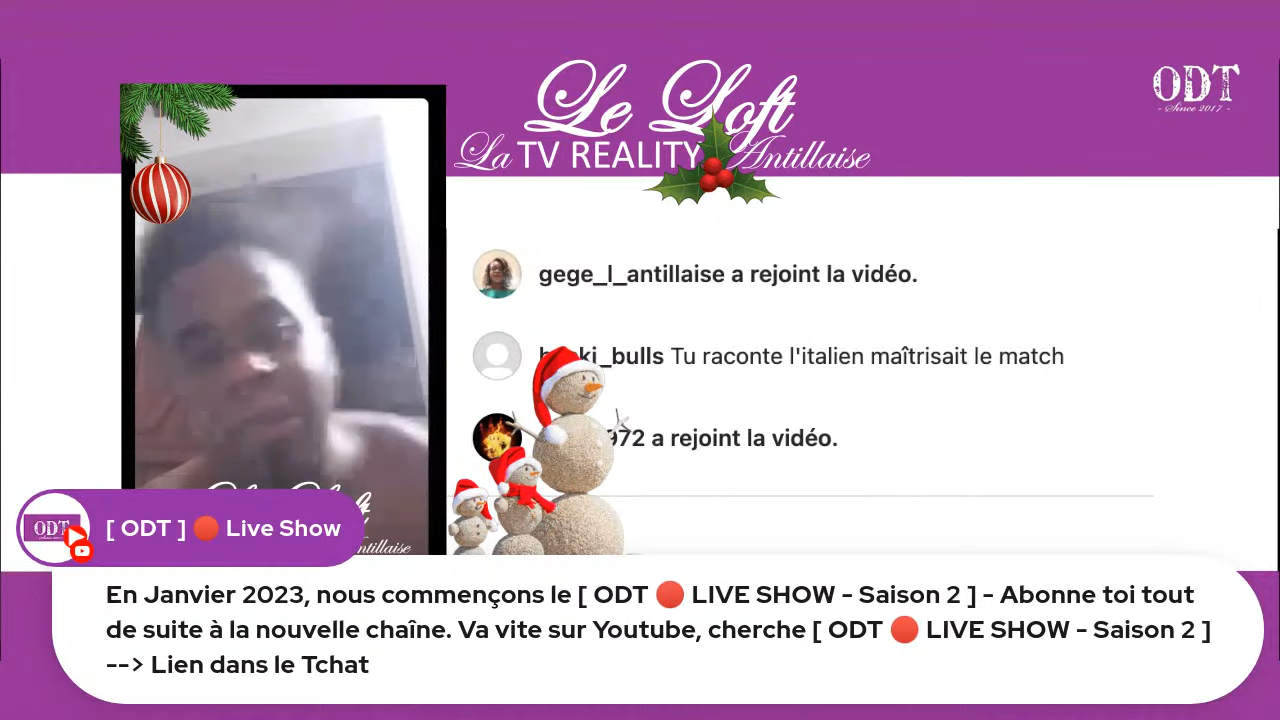 Le Loft
La TV REALITY Antillaise
ODT
- Since 2017 -
gege_l_antillaise a rejoint la vidéo.
Tu raconte l'italien maîtrisait le match
972 a rejoint la vidéo.
ODT
[ ODT ] 🔴 Live Show
En Janvier 2023, nous commençons le [ ODT 🔴 LIVE SHOW - Saison 2 ] - Abonne toi tout
de suite à la nouvelle chaîne. Va vite sur Youtube, cherche [ ODT 🔴 LIVE SHOW - Saison 2 ]
--> Lien dans le Tchat